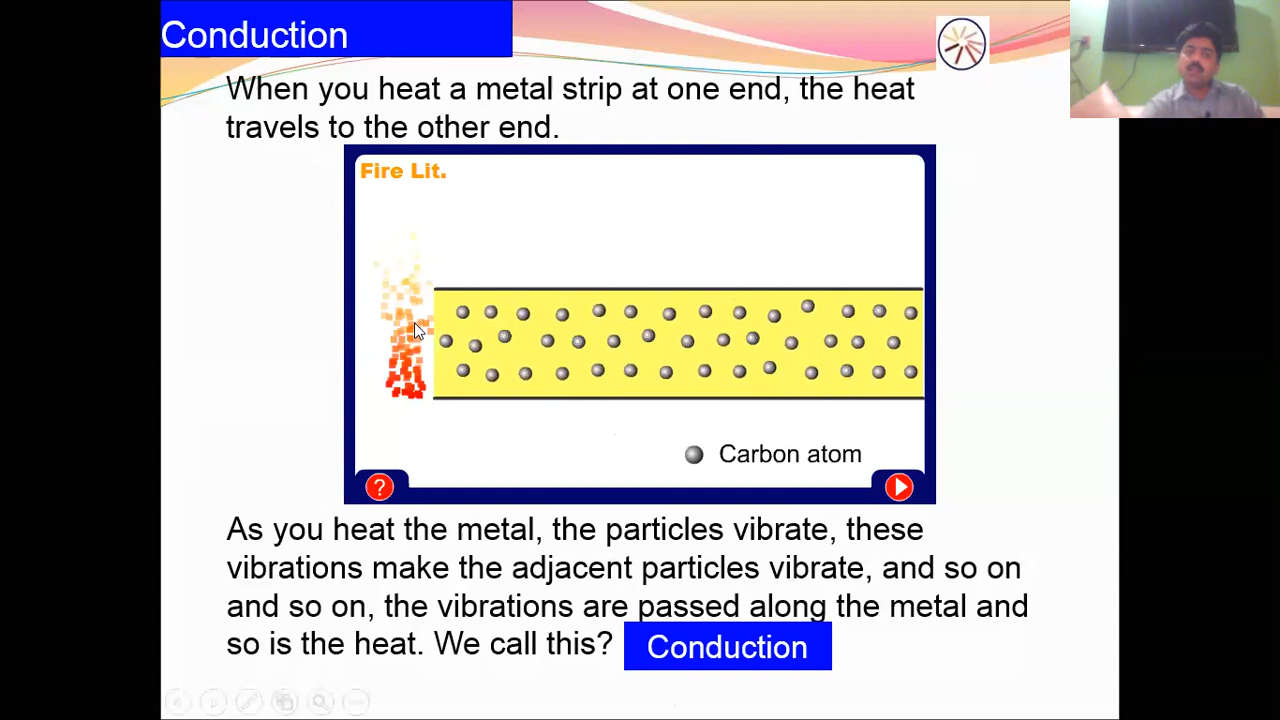 Conduction
When you heat a metal strip at one end, the heat
travels to the other end.
Fire Lit.
Carbon atom
?
As you heat the metal, the particles vibrate, these
vibrations make the adjacent particles vibrate, and so on
and so on, the vibrations are passed along the metal and
so is the heat. We call this?
Conduction